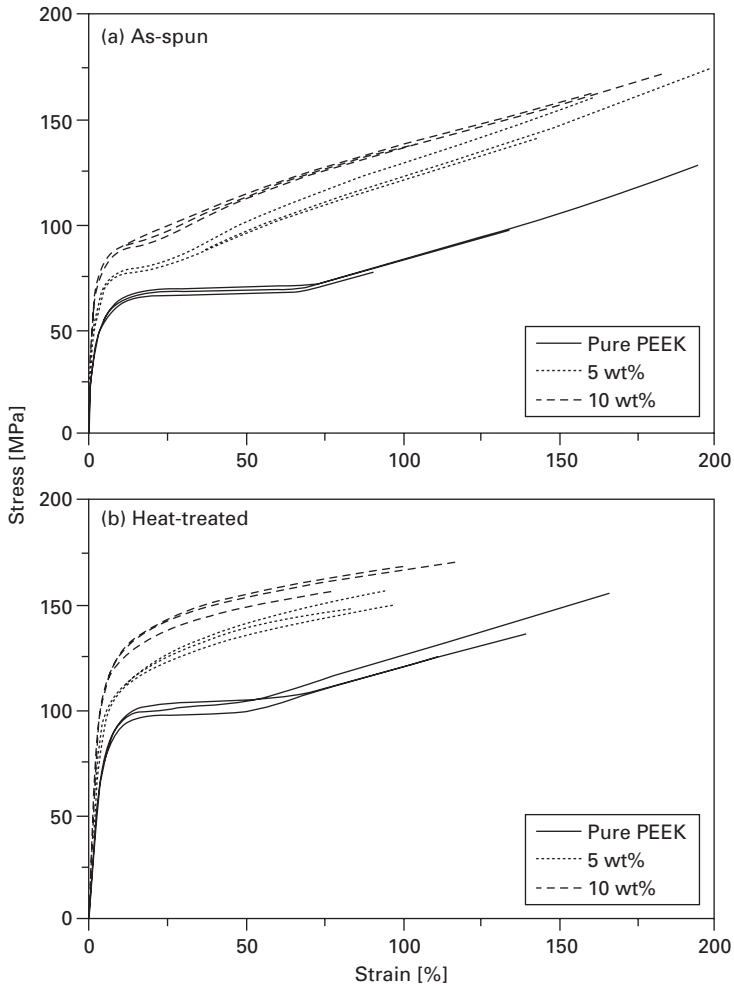 (a) As-spun
200
150
100
50
0
0 50 100 150 200
Pure PEEK
5 wt%
10 wt%
Stress [MPa]
(b) Heat-treated
200
150
100
50
0
0 50 100 150 200
Pure PEEK
5 wt%
10 wt%
Strain [%]